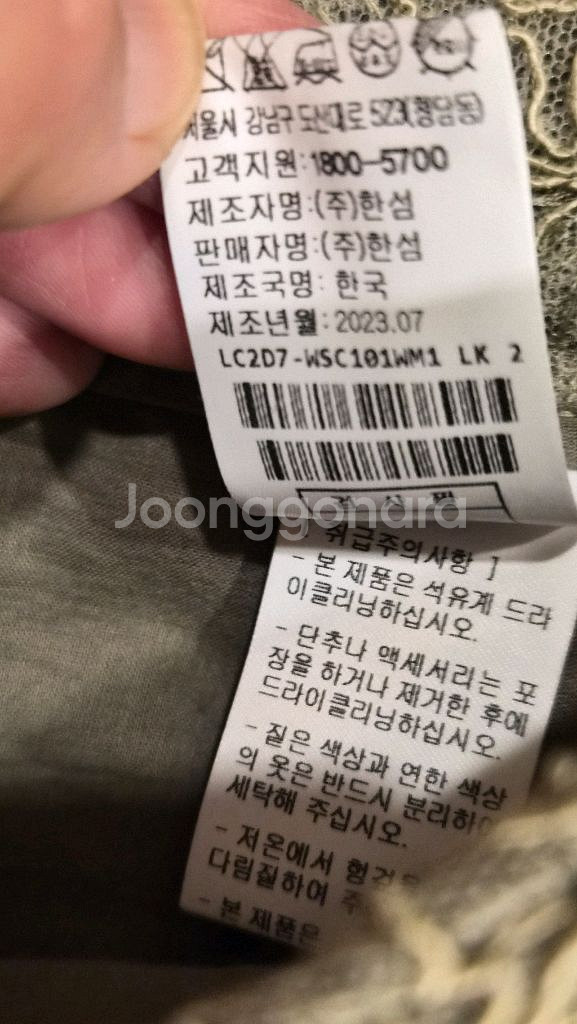 서울시 강남구 도산대로 523(청담동)
고객지원:1800-5700
제조자명:(주)한섬
판매자명:(주)한섬
제조국명: 한국
제조년월:2023.07
LC2D7-WSC101WM1 LK 2
Joonggonara
[ 취급주의사항 ]
- 본 제품은 석유계 드라
이클리닝하십시오.
- 단추나 액세서리는 포
장을 하거나 제거한 후에
드라이클리닝하십시오.
- 짙은 색상과 연한 색상
의 옷은 반드시 분리하
세탁해 주십시오.
- 저온에서 헝겊
다림질하여
- 본 제품은